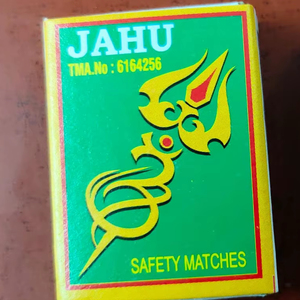 JAHU
TMA.No : 6164256
SAFETY MATCHES